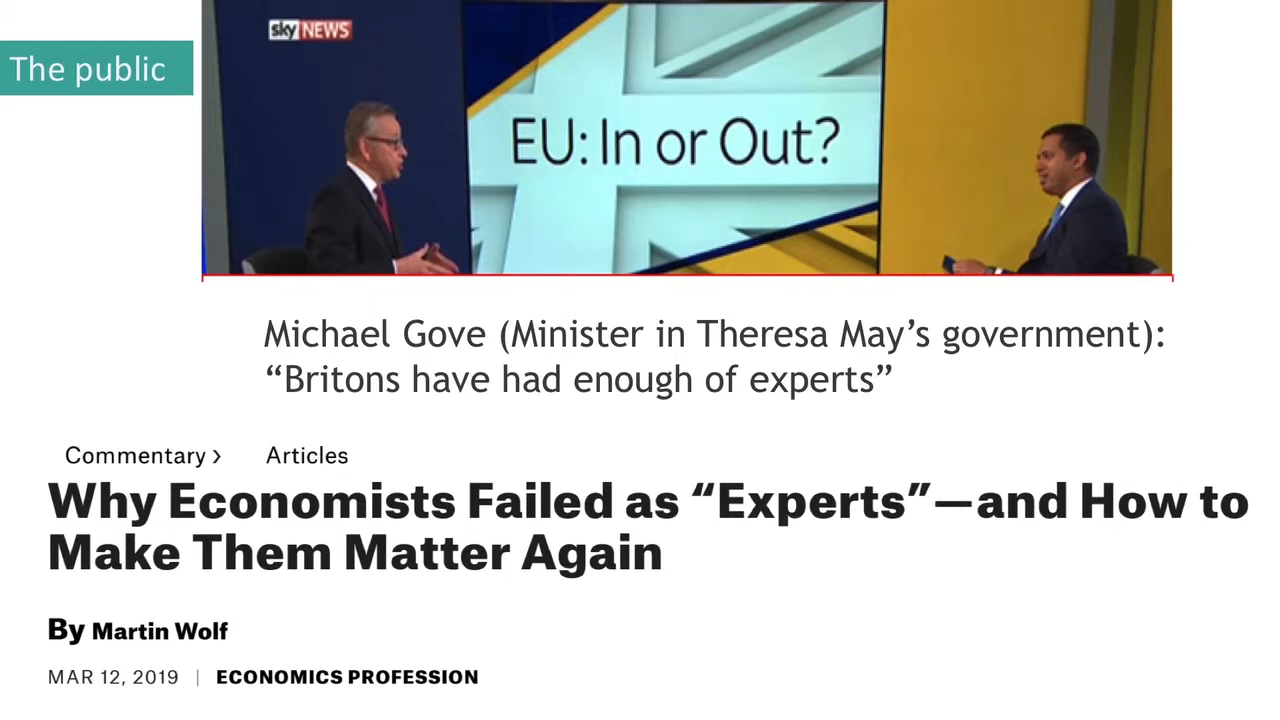 The public
sky NEWS
EU: In or Out?
Michael Gove (Minister in Theresa May’s government):
“Britons have had enough of experts”
Commentary › Articles
Why Economists Failed as “Experts”—and How to
Make Them Matter Again
By Martin Wolf
MAR 12, 2019 | ECONOMICS PROFESSION